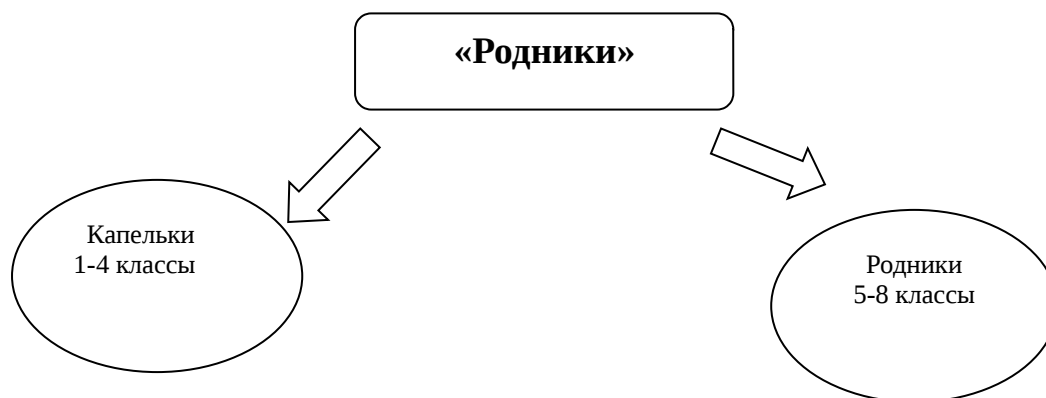 «Родники»
Капельки
1-4 классы
Родники
5-8 классы